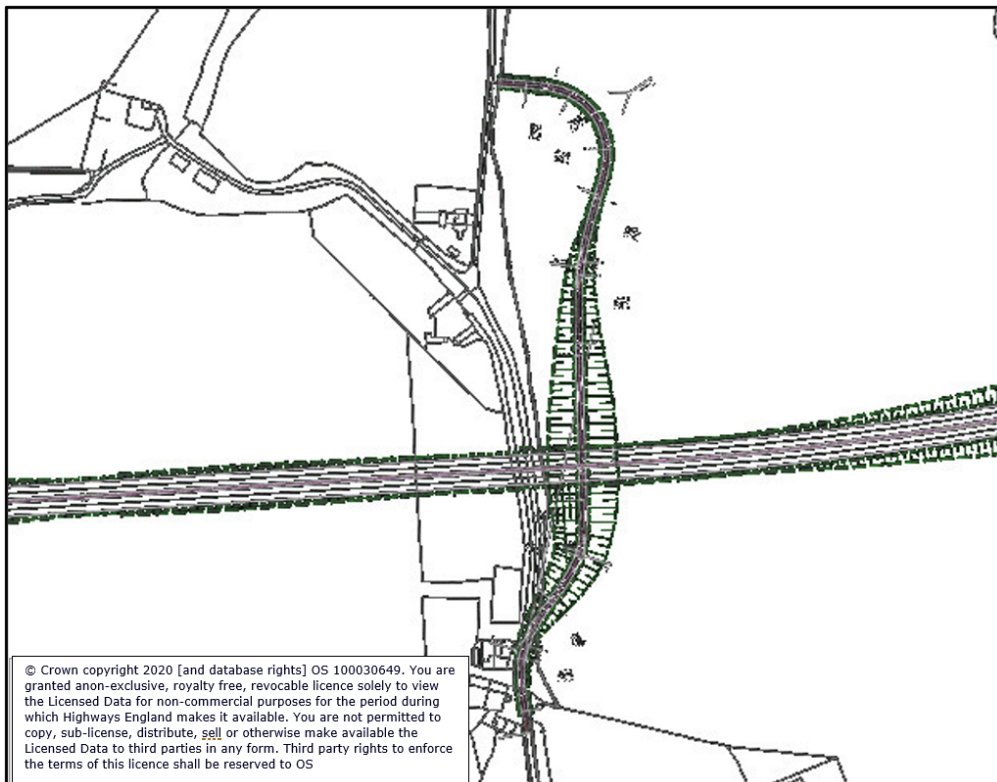 © Crown copyright 2020 [and database rights] OS 100030649. You are
granted anon-exclusive, royalty free, revocable licence solely to view
the Licensed Data for non-commercial purposes for the period during
which Highways England makes it available. You are not permitted to
copy, sub-license, distribute, sell or otherwise make available the
Licensed Data to third parties in any form. Third party rights to enforce
the terms of this licence shall be reserved to OS